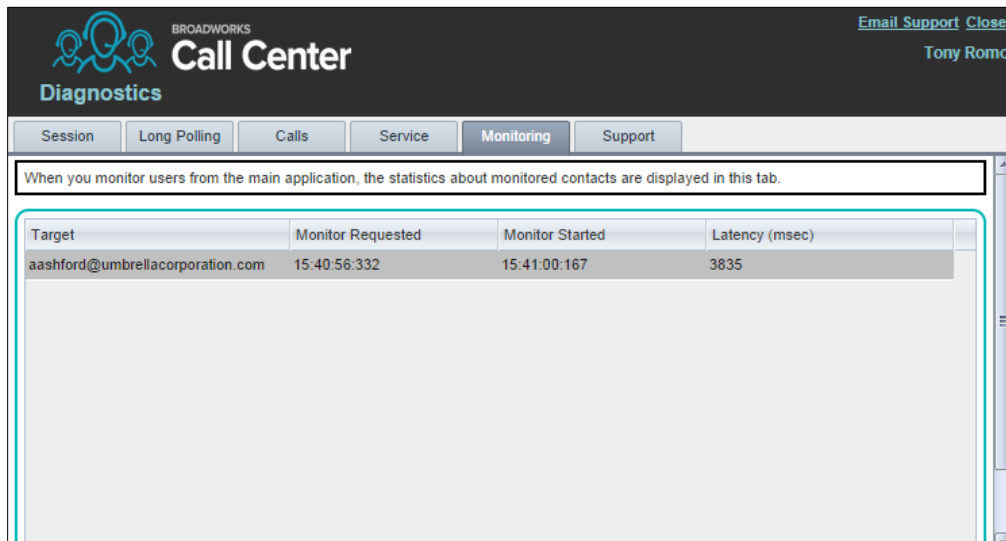 BROADWORKS
Call Center
Diagnostics
Email Support Close
Tony Romo
Session Long Polling Calls Service Monitoring Support
When you monitor users from the main application, the statistics about monitored contacts are displayed in this tab.
Target Monitor Requested Monitor Started Latency (msec)
aashford@umbrellacorporation.com 15:40:56:332 15:41:00:167 3835